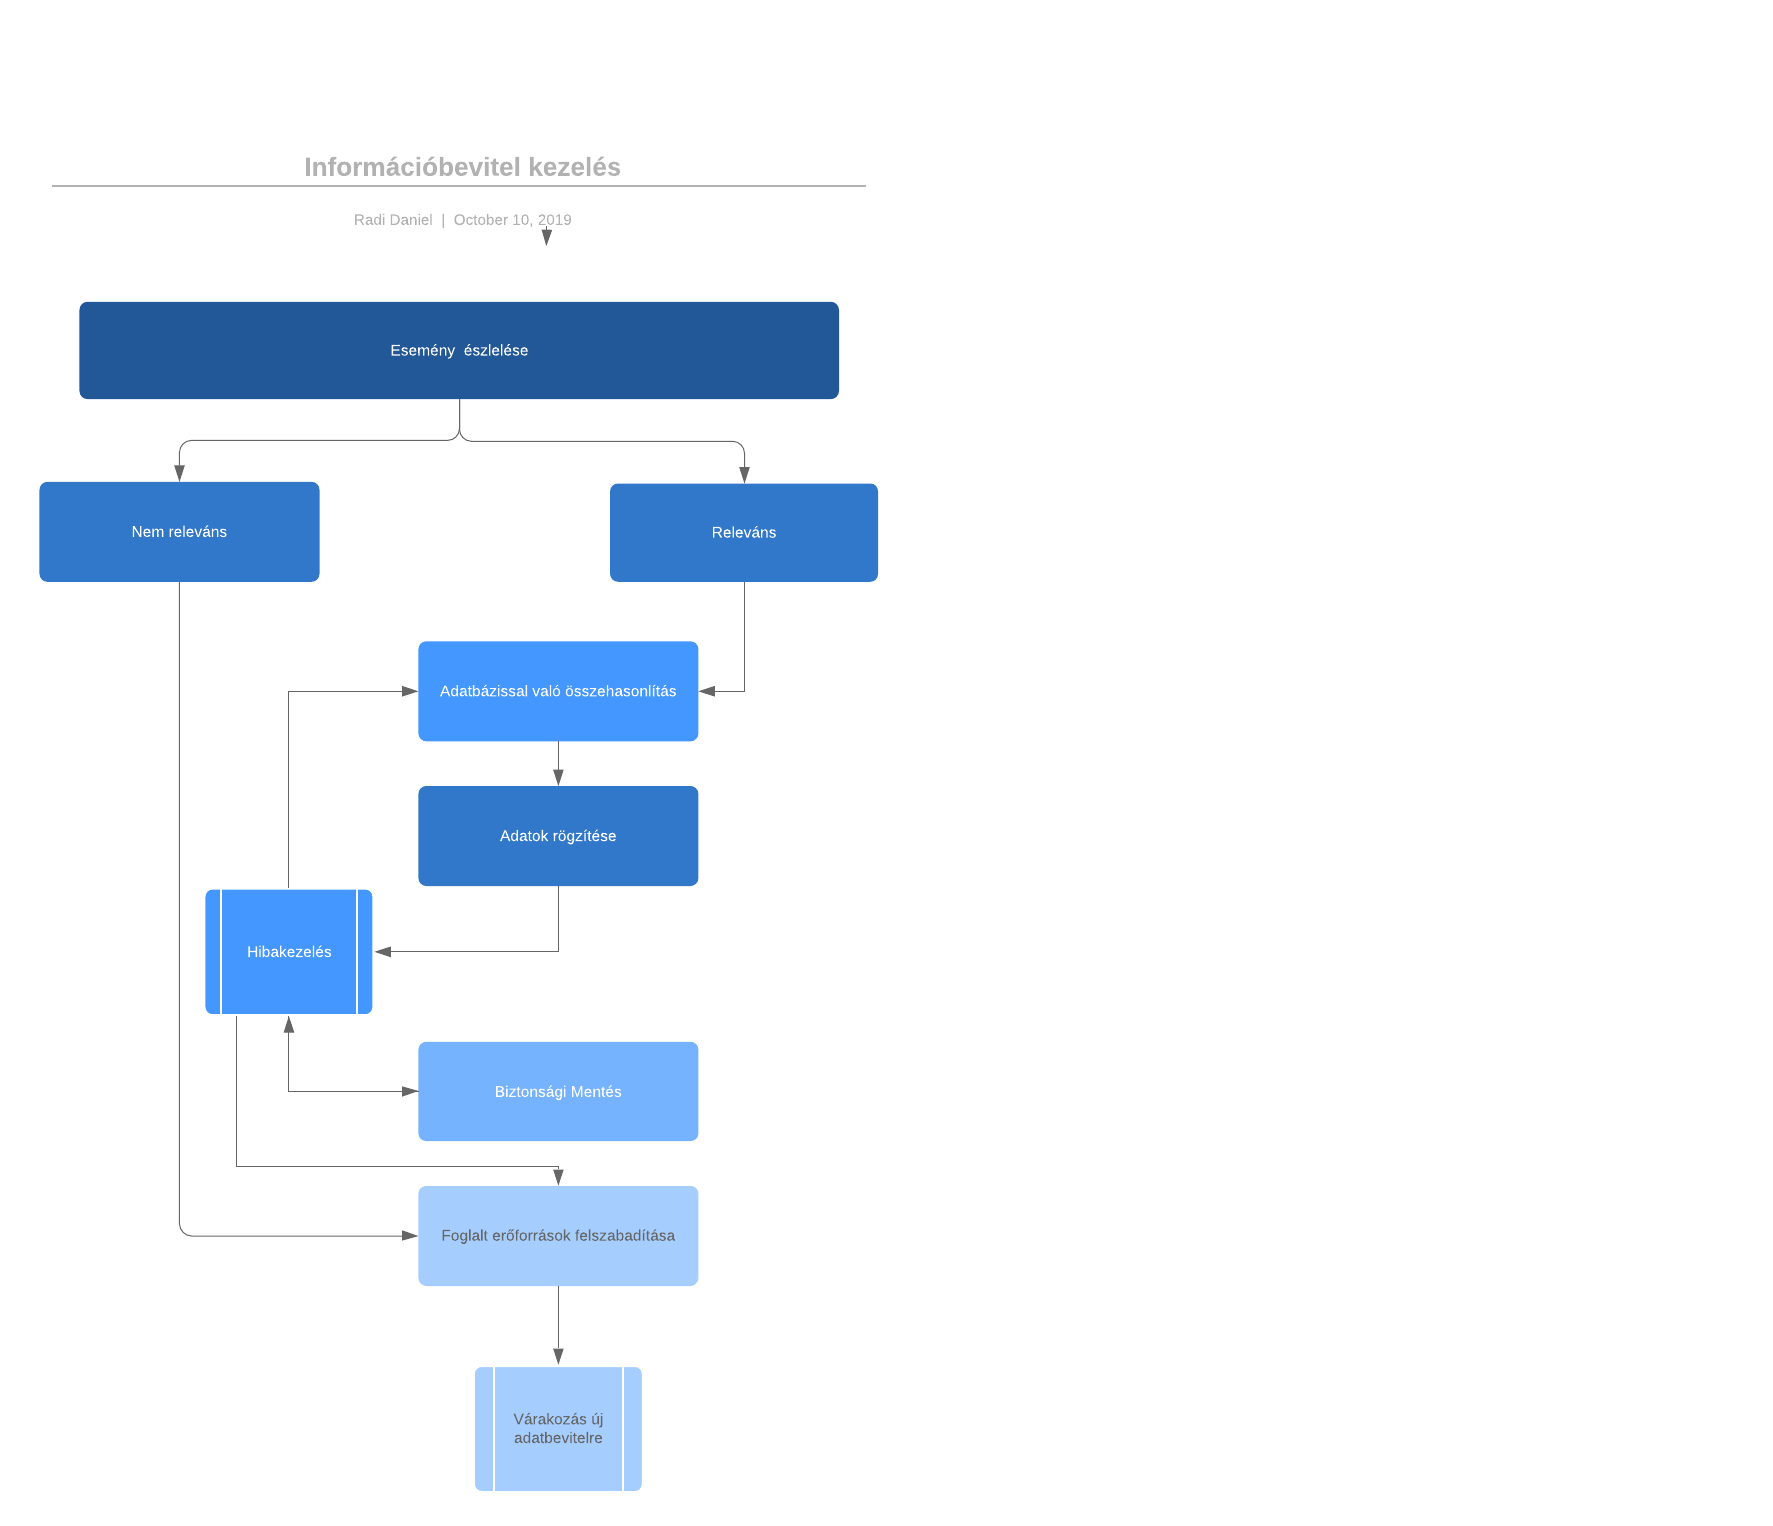 Információbevitel kezelés
Radi Daniel | October 10, 2019
Esemény  észlelése
Nem releváns
Releváns
Adatbázissal való összehasonlítás
Adatok rögzítése
Hibakezelés
Biztonsági Mentés
Foglalt erőforrások felszabadítása
Várakozás új
adatbevitelre